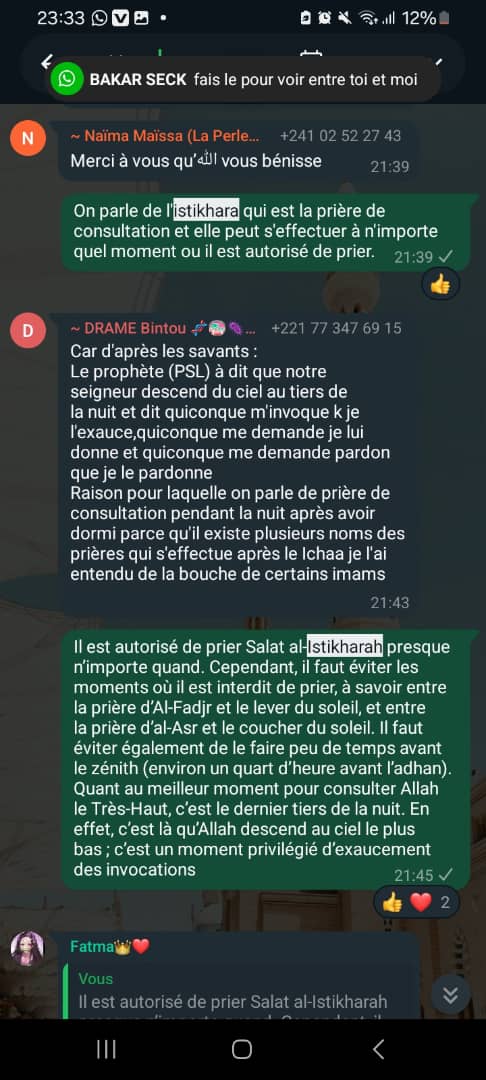 23:33
12%
BAKAR SECK fais le pour voir entre toi et moi
N
~ Naïma Maïssa (La Perle... +241 02 52 27 43
Merci à vous qu'الله vous bénisse
21:39
On parle de l'istikhara qui est la prière de
consultation et elle peut s'effectuer à n'importe
quel moment ou il est autorisé de prier. 21:39
D
~ DRAME Bintou 🧬🧠🦠... +221 77 347 69 15
Car d'après les savants :
Le prophète (PSL) à dit que notre
seigneur descend du ciel au tiers de
la nuit et dit quiconque m'invoque k je
l'exauce,quiconque me demande je lui
donne et quiconque me demande pardon
que je le pardonne
Raison pour laquelle on parle de prière de
consultation pendant la nuit après avoir
dormi parce qu'il existe plusieurs noms des
prières qui s'effectue après le Ichaa je l'ai
entendu de la bouche de certains imams
21:43
Il est autorisé de prier Salat al-Istikharah presque
n'importe quand. Cependant, il faut éviter les
moments où il est interdit de prier, à savoir entre
la prière d'Al-Fadjr et le lever du soleil, et entre
la prière d'al-Asr et le coucher du soleil. Il faut
éviter également de le faire peu de temps avant
le zénith (environ un quart d'heure avant l'adhan).
Quant au meilleur moment pour consulter Allah
le Très-Haut, c'est le dernier tiers de la nuit. En
effet, c'est là qu'Allah descend au ciel le plus
bas ; c'est un moment privilégié d'exaucement
des invocations
21:45
👍❤️ 2
Fatma👑❤️
Vous
Il est autorisé de prier Salat al-Istikharah